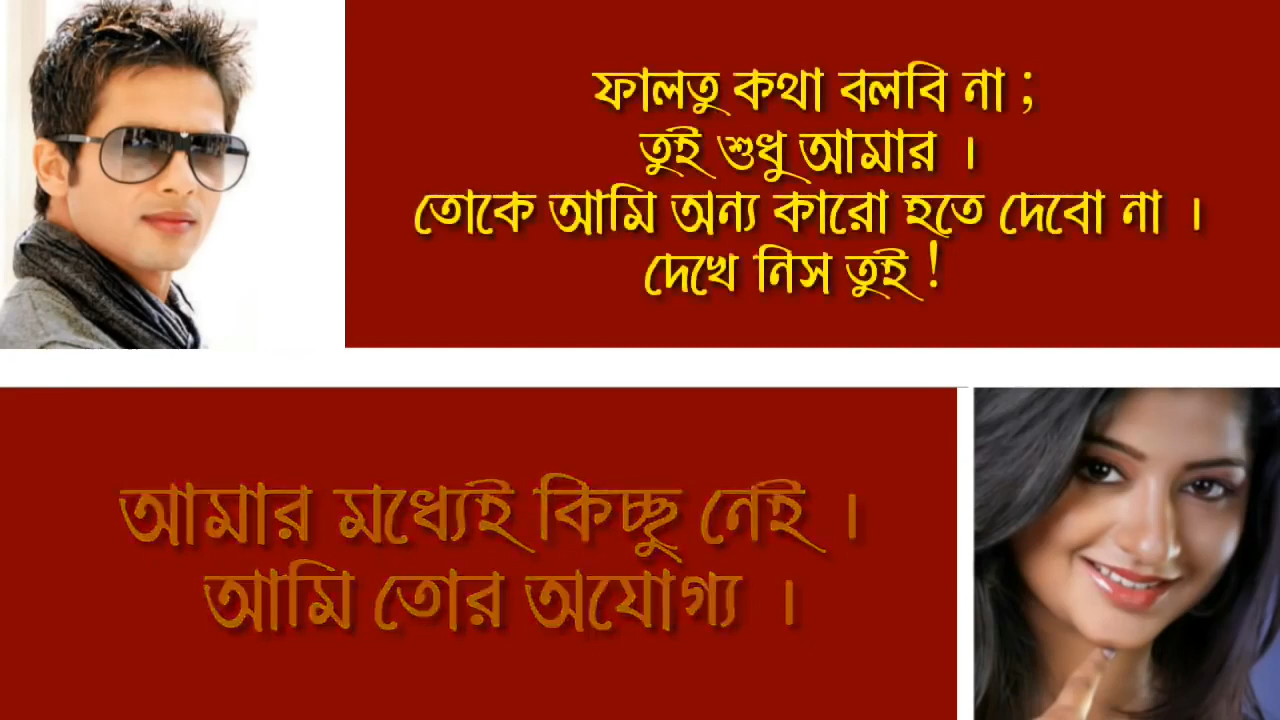 ফালতু কথা বলবি না ;
তুই শুধু আমার ।
তোকে আমি অন্য কারো হতে দেবো না ।
দেখে নিস তুই !
আমার মধ্যেই কিচ্ছু নেই ।
আমি তোর অযোগ্য ।